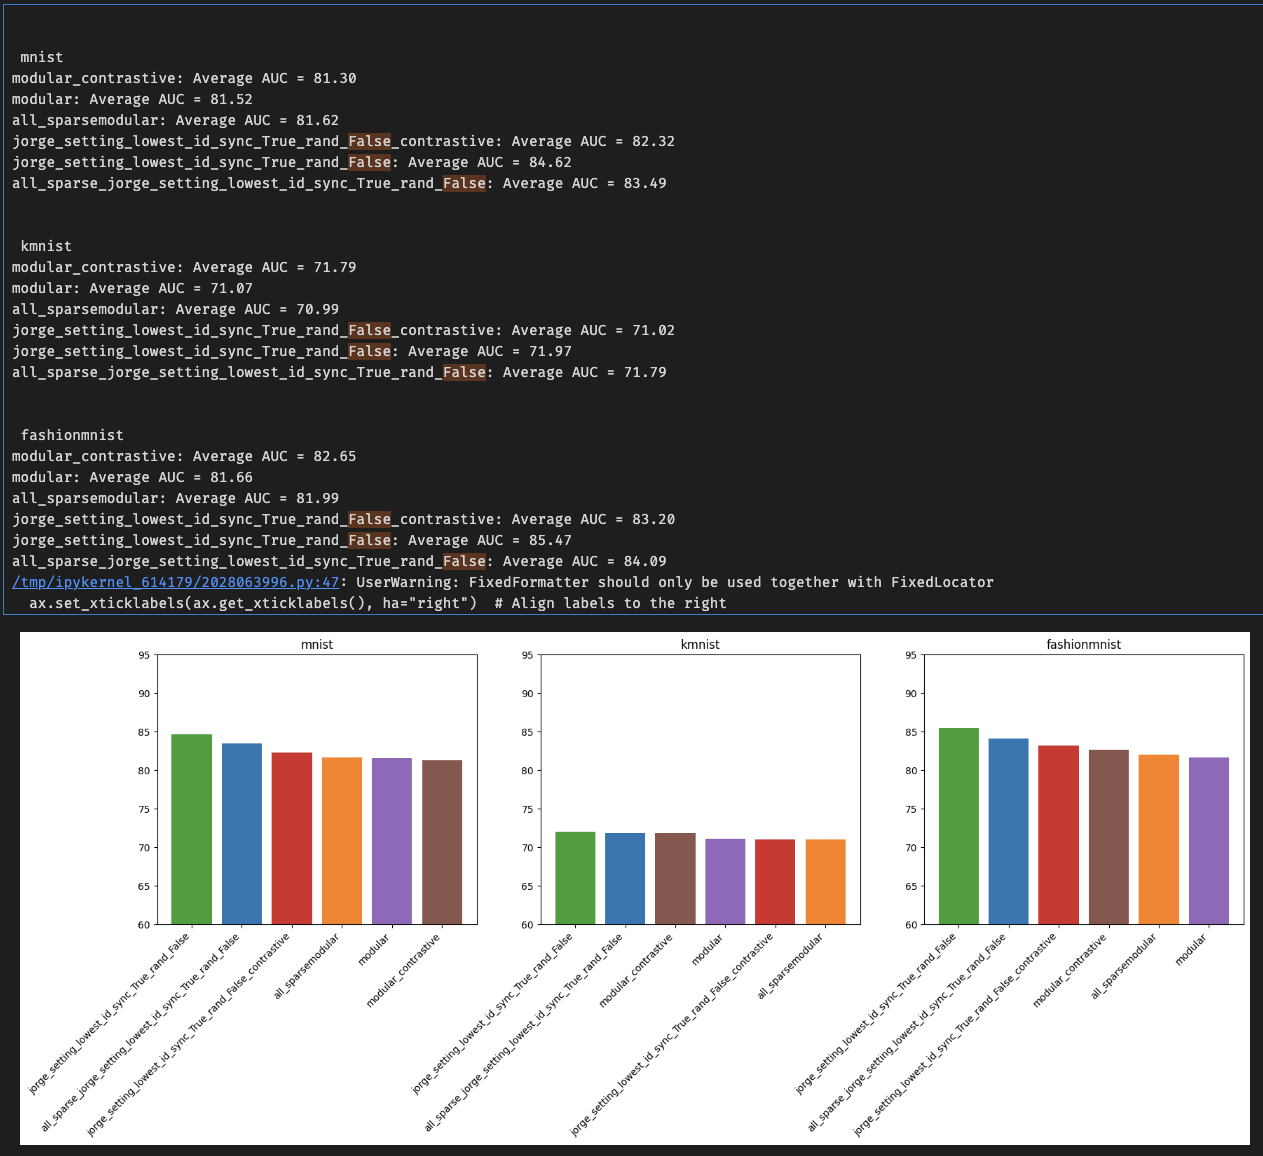 mnist
modular_contrastive: Average AUC = 81.30
modular: Average AUC = 81.52
all_sparsemodular: Average AUC = 81.62
jorge_setting_lowest_id_sync_True_rand_False_contrastive: Average AUC = 82.32
jorge_setting_lowest_id_sync_True_rand_False: Average AUC = 84.62
all_sparse_jorge_setting_lowest_id_sync_True_rand_False: Average AUC = 83.49
kmnist
modular_contrastive: Average AUC = 71.79
modular: Average AUC = 71.07
all_sparsemodular: Average AUC = 70.99
jorge_setting_lowest_id_sync_True_rand_False_contrastive: Average AUC = 71.02
jorge_setting_lowest_id_sync_True_rand_False: Average AUC = 71.97
all_sparse_jorge_setting_lowest_id_sync_True_rand_False: Average AUC = 71.79
fashionmnist
modular_contrastive: Average AUC = 82.65
modular: Average AUC = 81.66
all_sparsemodular: Average AUC = 81.99
jorge_setting_lowest_id_sync_True_rand_False_contrastive: Average AUC = 83.20
jorge_setting_lowest_id_sync_True_rand_False: Average AUC = 85.47
all_sparse_jorge_setting_lowest_id_sync_True_rand_False: Average AUC = 84.09
/tmp/ipykernel_614179/2028063996.py:47: UserWarning: FixedFormatter should only be used together with FixedLocator
ax.set_xticklabels(ax.get_xticklabels(), ha="right")  # Align labels to the right
mnist
95
90
85
80
75
70
65
60
jorge_setting_lowest_id_sync_True_rand_False
all_sparse_jorge_setting_lowest_id_sync_True_rand_False
jorge_setting_lowest_id_sync_True_rand_False_contrastive
all_sparsemodular
modular
modular_contrastive
kmnist
95
90
85
80
75
70
65
60
jorge_setting_lowest_id_sync_True_rand_False
all_sparse_jorge_setting_lowest_id_sync_True_rand_False
modular_contrastive
modular
jorge_setting_lowest_id_sync_True_rand_False_contrastive
all_sparsemodular
fashionmnist
95
90
85
80
75
70
65
60
jorge_setting_lowest_id_sync_True_rand_False
all_sparse_jorge_setting_lowest_id_sync_True_rand_False
jorge_setting_lowest_id_sync_True_rand_False_contrastive
modular_contrastive
all_sparsemodular
modular